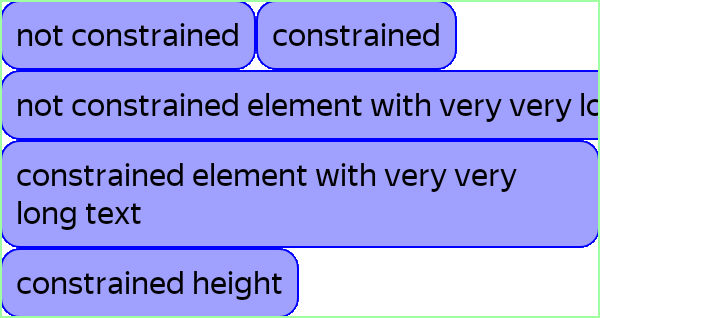 not constrained constrained
not constrained element with very very lo
constrained element with very very
long text
constrained height